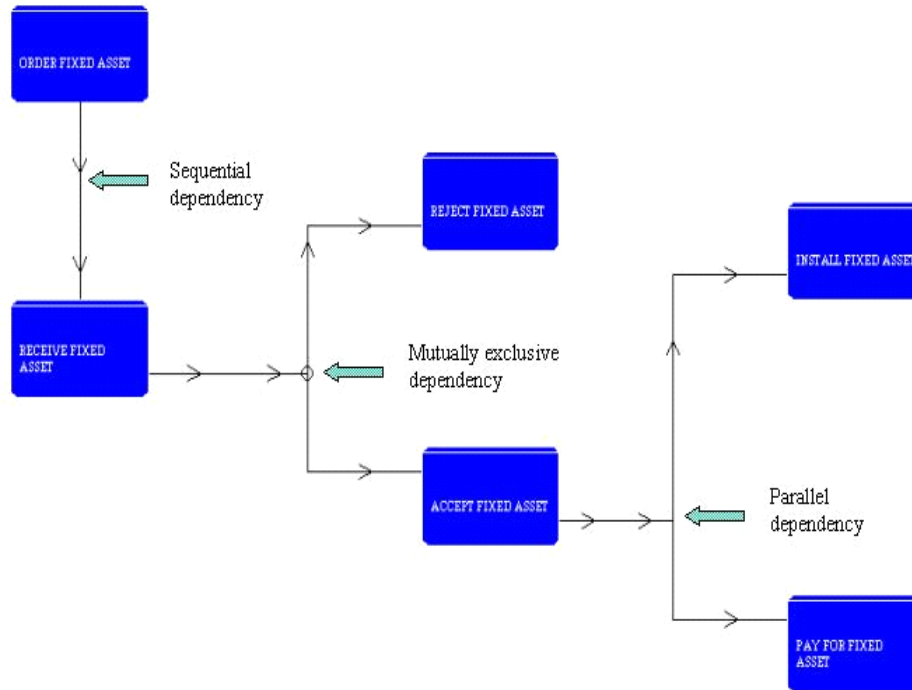 ORDER FIXED ASSET
Sequential
dependency
REJECT FIXED ASSET
INSTALL FIXED ASSET
RECEIVE FIXED
ASSET
Mutually exclusive
dependency
ACCEPT FIXED ASSET
Parallel
dependency
PAY FOR FIXED
ASSET